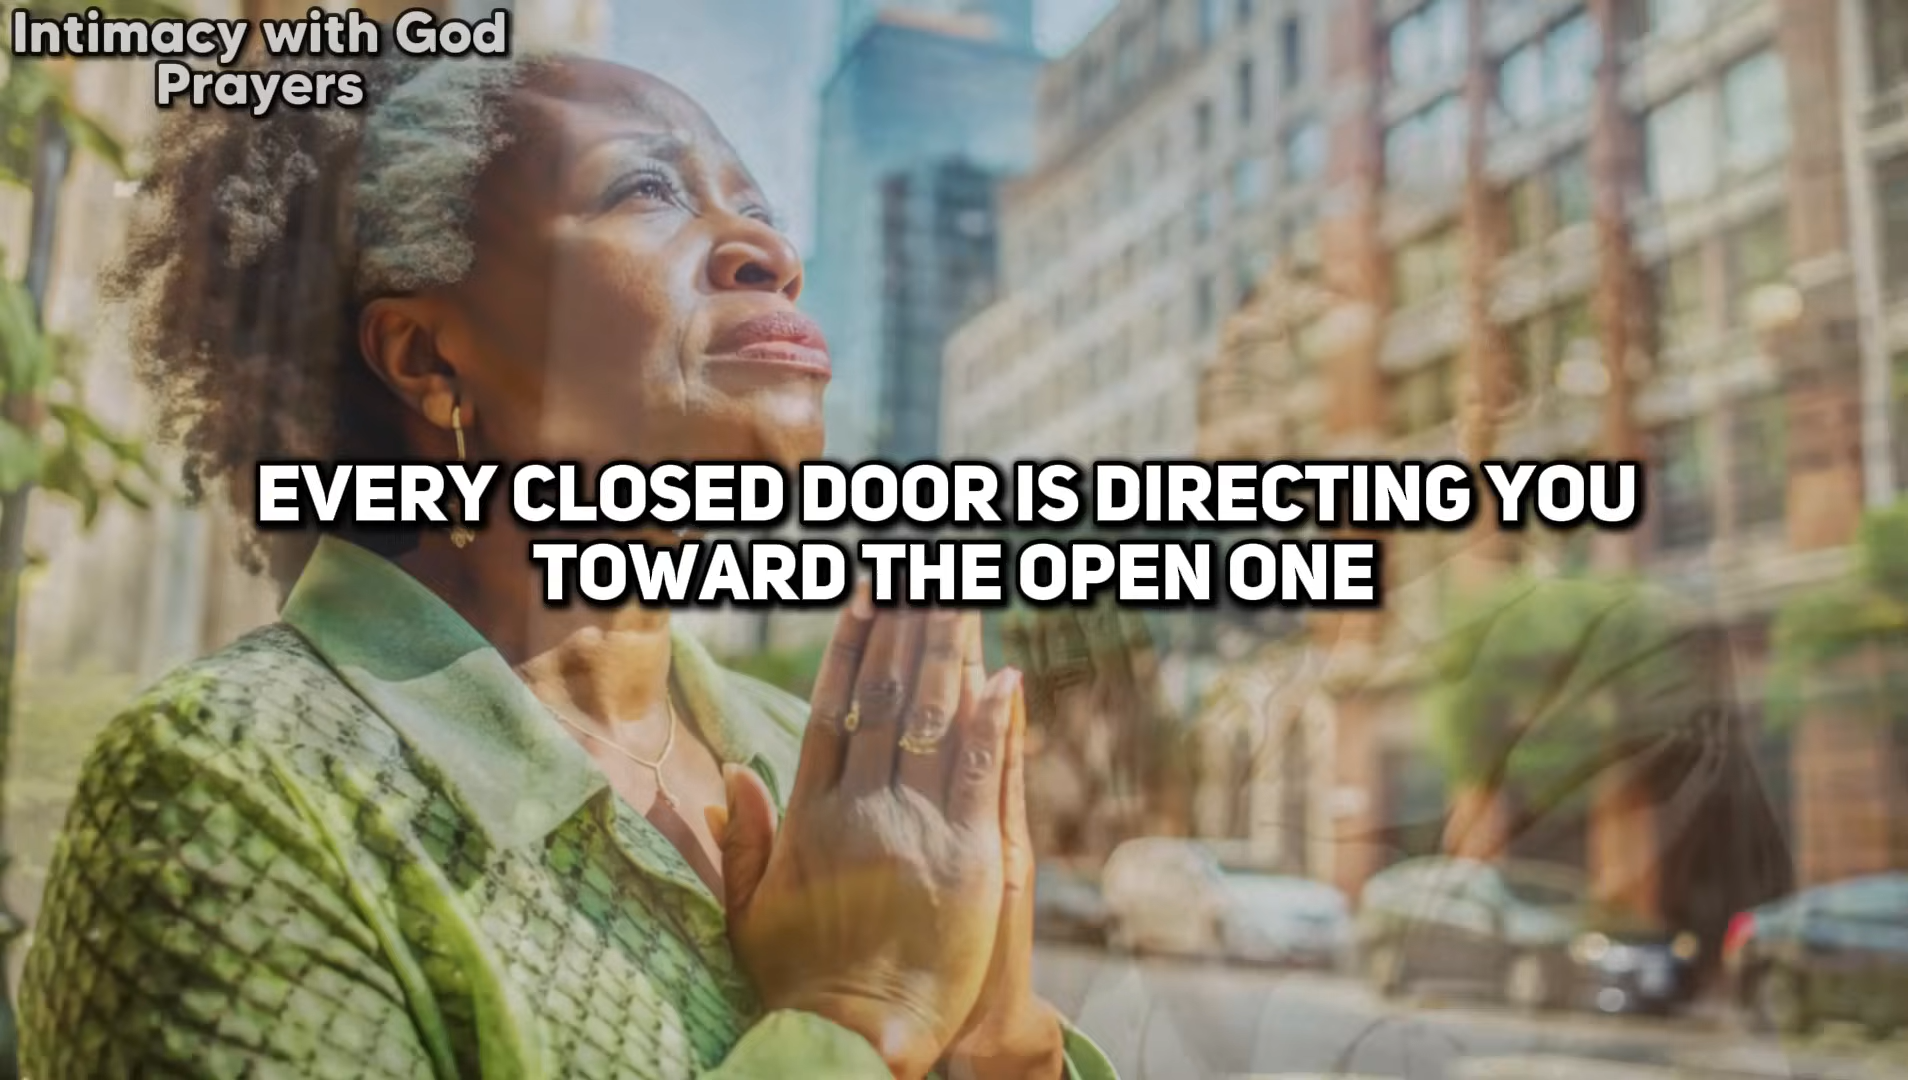 Intimacy with God
Prayers
EVERY CLOSED DOOR IS DIRECTING YOU
TOWARD THE OPEN ONE